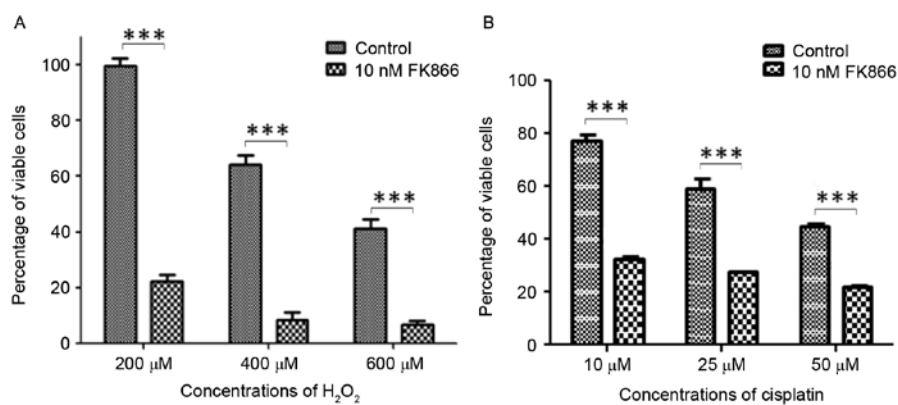 A
Percentage of viable cells
100
80
60
40
20
0
***
***
***
Control
10 nM FK866
200 μM
400 μM
600 μM
Concentrations of H₂O₂
B
Percentage of viable cells
100
80
60
40
20
0
***
***
***
Control
10 nM FK866
10 μM
25 μM
50 μM
Concentrations of cisplatin